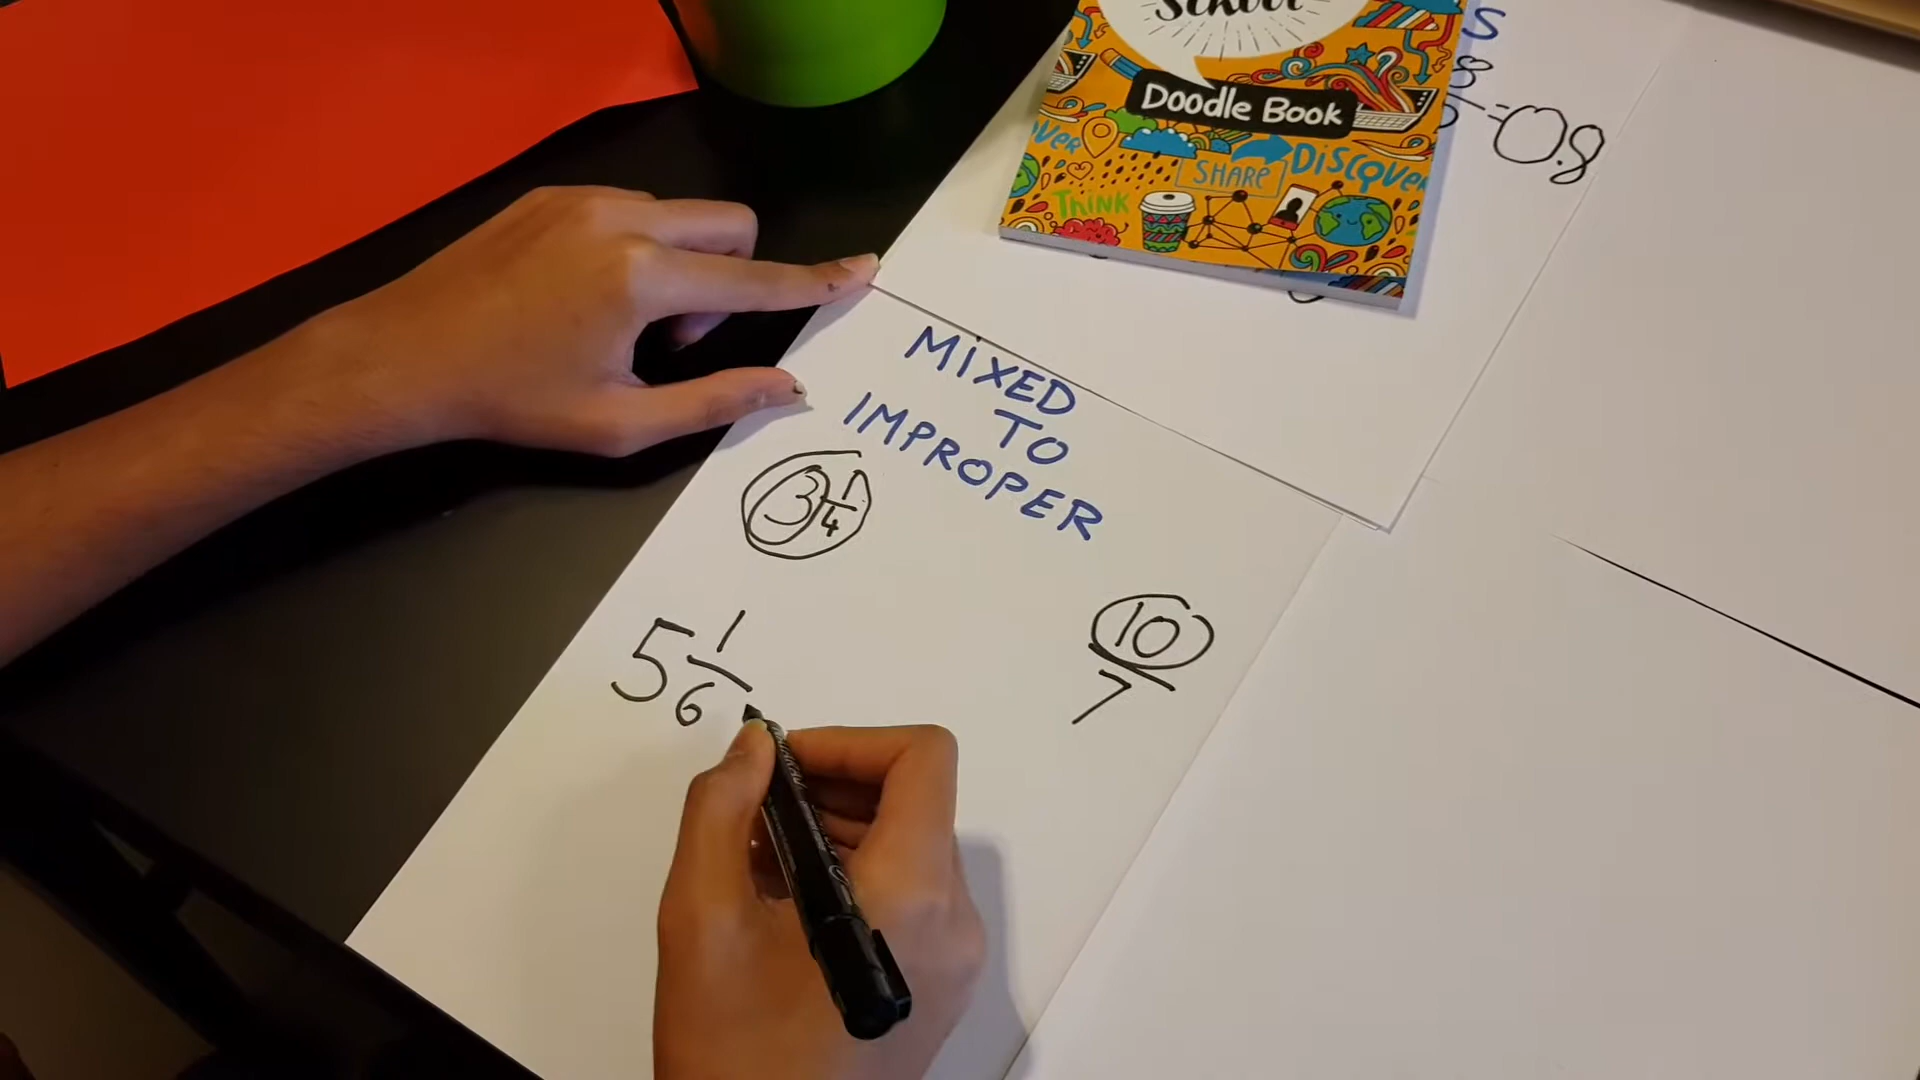 School
Doodle Book
DISCOVER
SHARE
THINK
S
8
=0.8
MIXED
TO
IMPROPER
3 1/4
5 1/6
10/7